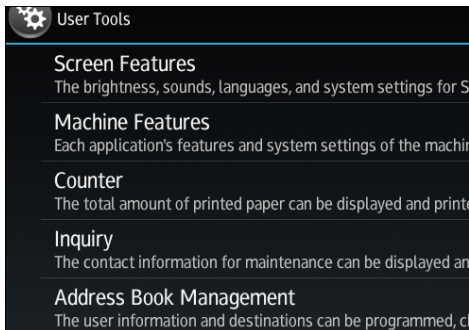 User Tools
Screen Features
The brightness, sounds, languages, and system settings for S
Machine Features
Each application's features and system settings of the machin
Counter
The total amount of printed paper can be displayed and printe
Inquiry
The contact information for maintenance can be displayed an
Address Book Management
The user information and destinations can be programmed, c